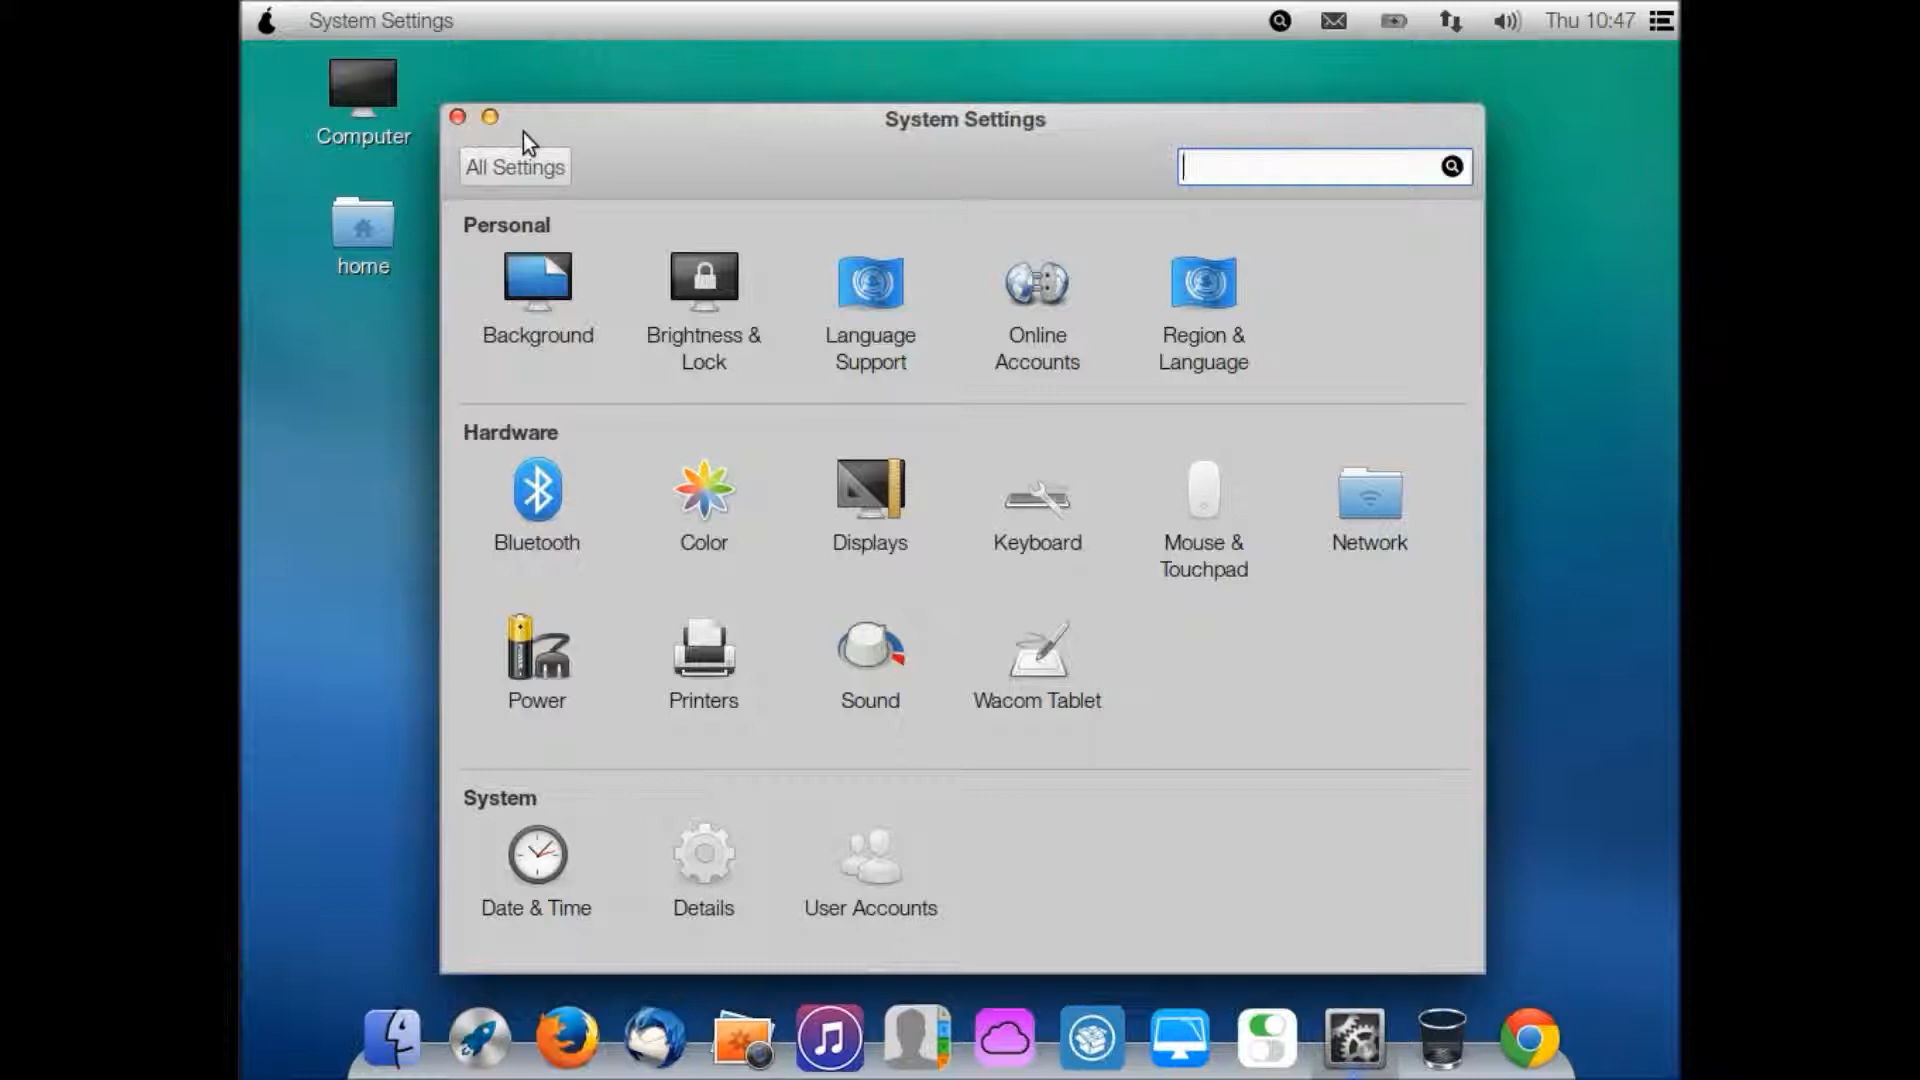 System Settings
Thu 10:47
Computer
home
System Settings
All Settings
Personal
Background
Brightness &
Lock
Language
Support
Online
Accounts
Region &
Language
Hardware
Bluetooth
Color
Displays
Keyboard
Mouse &
Touchpad
Network
Power
Printers
Sound
Wacom Tablet
System
Date & Time
Details
User Accounts